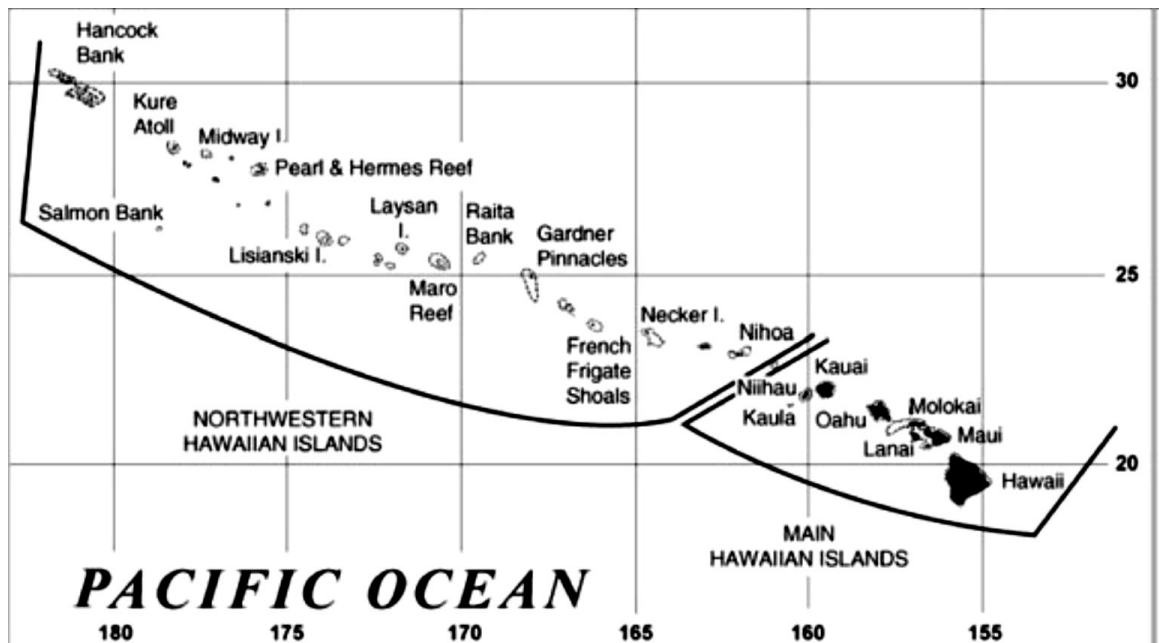 Hancock
Bank
30
Kure
Atoll
Midway I.
Pearl & Hermes Reef
Salmon Bank
Laysan
I.
Raita
Bank
Gardner
Pinnacles
Lisianski I.
25
Maro
Reef
Necker I.
Nihoa
French
Frigate
Shoals
Kauai
Niihau
Kaula
Oahu
Molokai
Lanai
Maui
NORTHWESTERN
HAWAIIAN ISLANDS
20
Hawaii
MAIN
HAWAIIAN ISLANDS
PACIFIC OCEAN
180 175 170 165 160 155